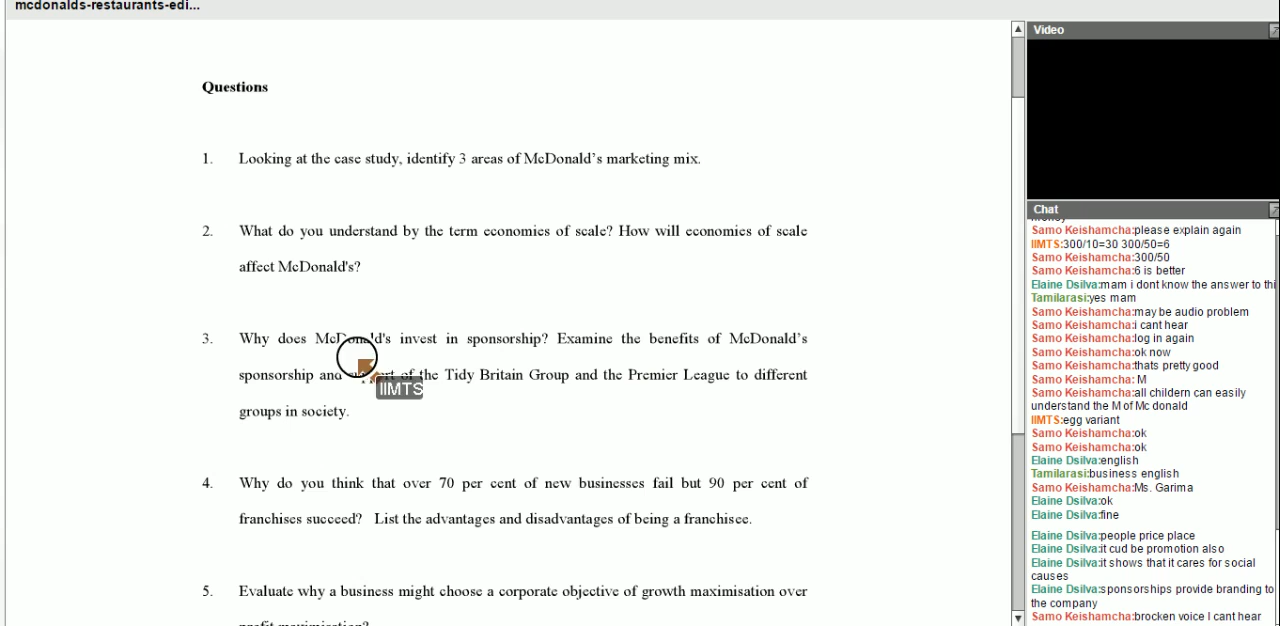 mcdonalds-restaurants-edi...
Questions
1. Looking at the case study, identify 3 areas of McDonald's marketing mix.
2. What do you understand by the term economies of scale? How will economies of scale
affect McDonald's?
3. Why does McDonald's invest in sponsorship? Examine the benefits of McDonald's
sponsorship and support of the Tidy Britain Group and the Premier League to different
IIMTS
groups in society.
4. Why do you think that over 70 per cent of new businesses fail but 90 per cent of
franchises succeed? List the advantages and disadvantages of being a franchisee.
5. Evaluate why a business might choose a corporate objective of growth maximisation over
profit maximisation?
Video
Chat
money
Samo Keishamcha:please explain again
IIMTS:300/10=30 300/50=6
Samo Keishamcha:300/50
Samo Keishamcha:6 is better
Elaine Dsilva:mam i dont know the answer to thi
Tamilarasi:yes mam
Samo Keishamcha:may be audio problem
Samo Keishamcha:i cant hear
Samo Keishamcha:log in again
Samo Keishamcha:ok now
Samo Keishamcha:thats pretty good
Samo Keishamcha: M
Samo Keishamcha:all childern can easily
understand the M of Mc donald
IIMTS:egg variant
Samo Keishamcha:ok
Samo Keishamcha:ok
Elaine Dsilva:english
Tamilarasi:business english
Samo Keishamcha:Ms. Garima
Elaine Dsilva:ok
Elaine Dsilva:fine
Elaine Dsilva:people price place
Elaine Dsilva:it cud be promotion also
Elaine Dsilva:it shows that it cares for social
causes
Elaine Dsilva:sponsorships provide branding to
the company
Samo Keishamcha:brocken voice I cant hear